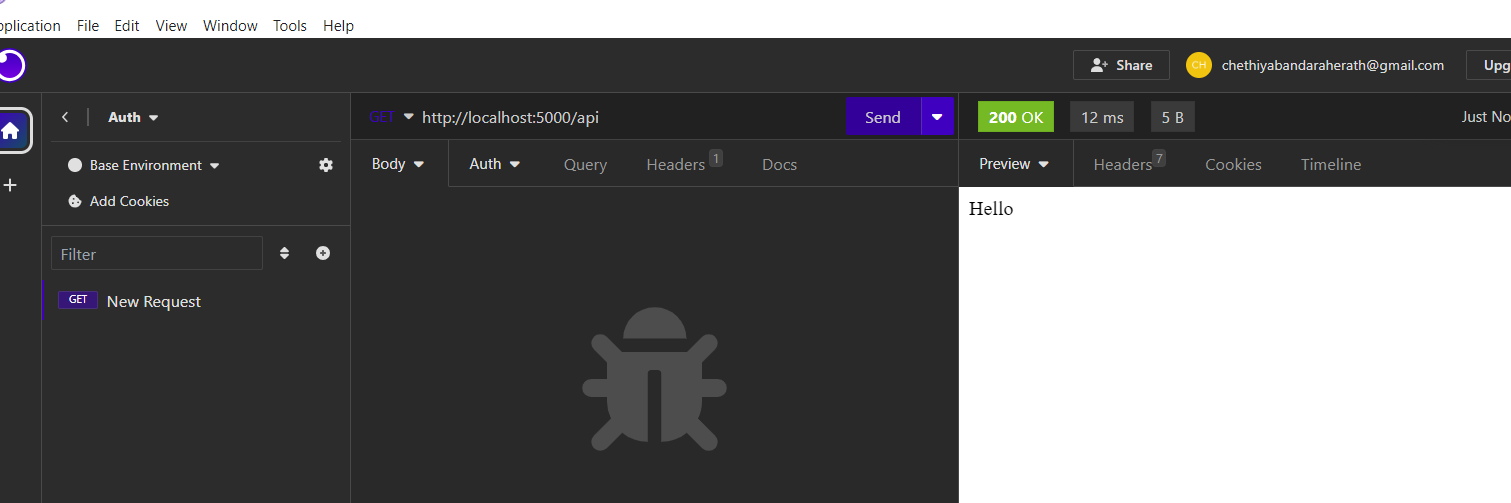 pplication File Edit View Window Tools Help
Share CH chethiyabandaraherath@gmail.com Upg
Auth GET http://localhost:5000/api Send 200 OK 12 ms 5 B Just No
Base Environment Body Auth Query Headers 1 Docs Preview Headers 7 Cookies Timeline
Add Cookies Hello
Filter
GET New Request